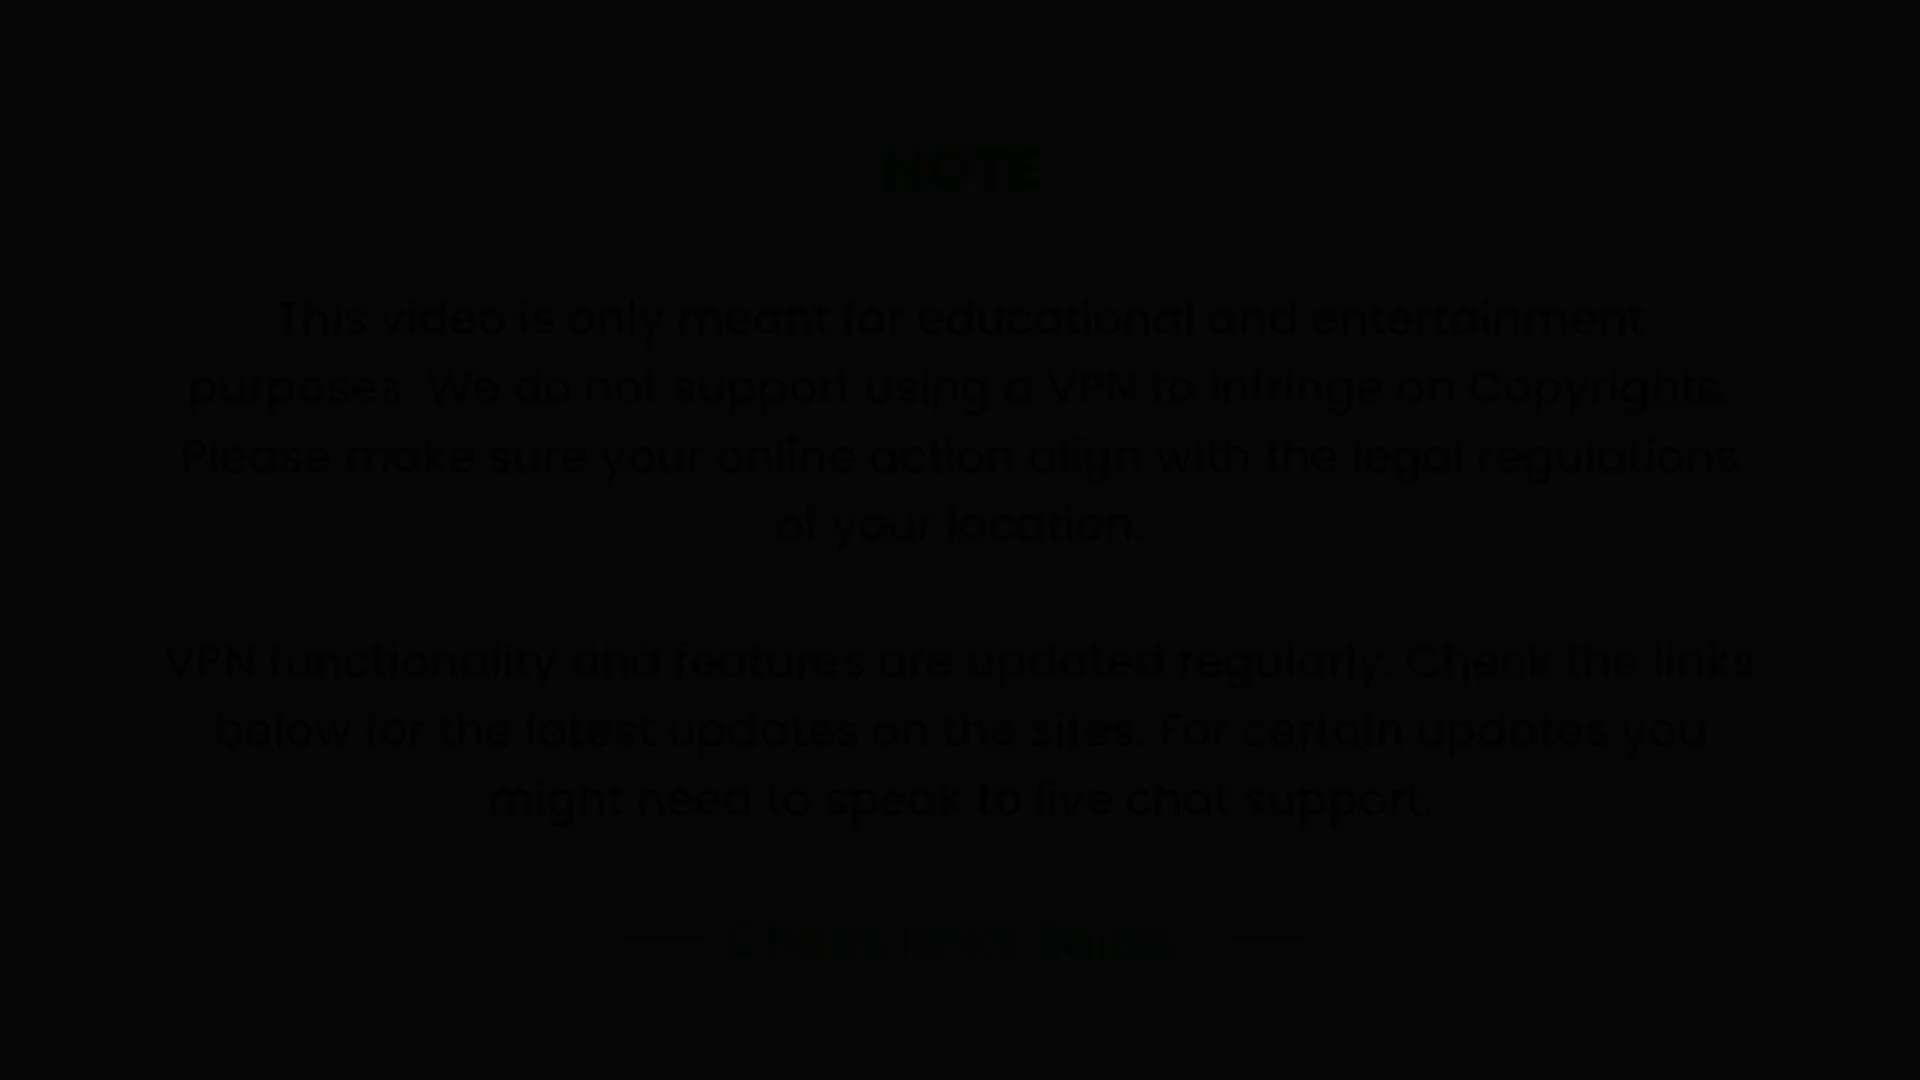 NOTE
This video is only meant for educational and entertainment
purposes. We do not support using a VPN to infringe on Copyrights.
Please make sure your online action align with the legal regulations
of your location.
VPN functionality and features are updated regularly. Check the links
below for the latest updates on the sites. For certain updates you
might need to speak to live chat support.
Check Links Below